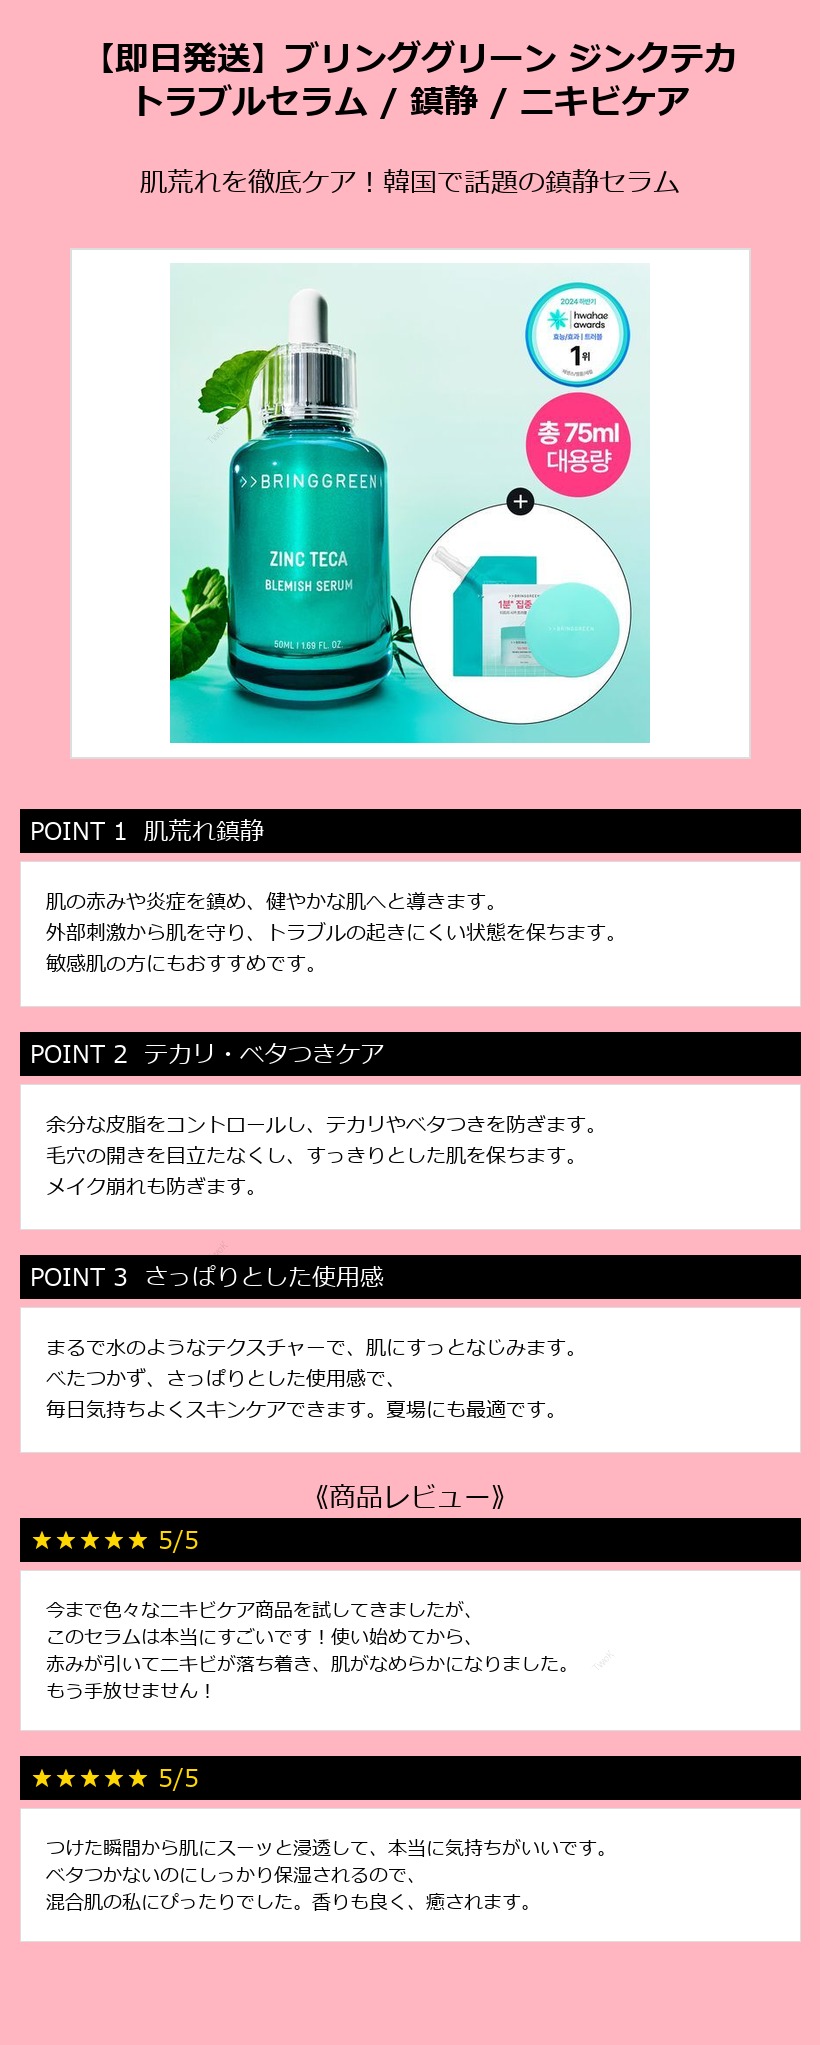 【即日発送】ブリンググリーン ジンクテカ
トラブルセラム / 鎮静 / ニキビケア
肌荒れを徹底ケア！韓国で話題の鎮静セラム
2024 하반기
hwahae
awards
효능/효과 | 트러블
1위
총 75ml
대용량
>>BRINGGREEN
ZINC TECA
BLEMISH SERUM
50ML | 1.69 FL. OZ.
>>BRINGGREEN
1분* 집중
>>BRINGGREEN
POINT 1 肌荒れ鎮静
肌の赤みや炎症を鎮め、健やかな肌へと導きます。
外部刺激から肌を守り、トラブルの起きにくい状態を保ちます。
敏感肌の方にもおすすめです。
POINT 2 テカリ・ベタつきケア
余分な皮脂をコントロールし、テカリやベタつきを防ぎます。
毛穴の開きを目立たなくし、すっきりとした肌を保ちます。
メイク崩れも防ぎます。
POINT 3 さっぱりとした使用感
まるで水のようなテクスチャーで、肌にすっとなじみます。
べたつかず、さっぱりとした使用感で、
毎日気持ちよくスキンケアできます。夏場にも最適です。
《商品レビュー》
★★★★★ 5/5
今まで色々なニキビケア商品を試してきましたが、
このセラムは本当にすごいです！使い始めてから、
赤みが引いてニキビが落ち着き、肌がなめらかになりました。
もう手放せません！
★★★★★ 5/5
つけた瞬間から肌にスーッと浸透して、本当に気持ちがいいです。
ベタつかないのにしっかり保湿されるので、
混合肌の私にぴったりでした。香りも良く、癒されます。